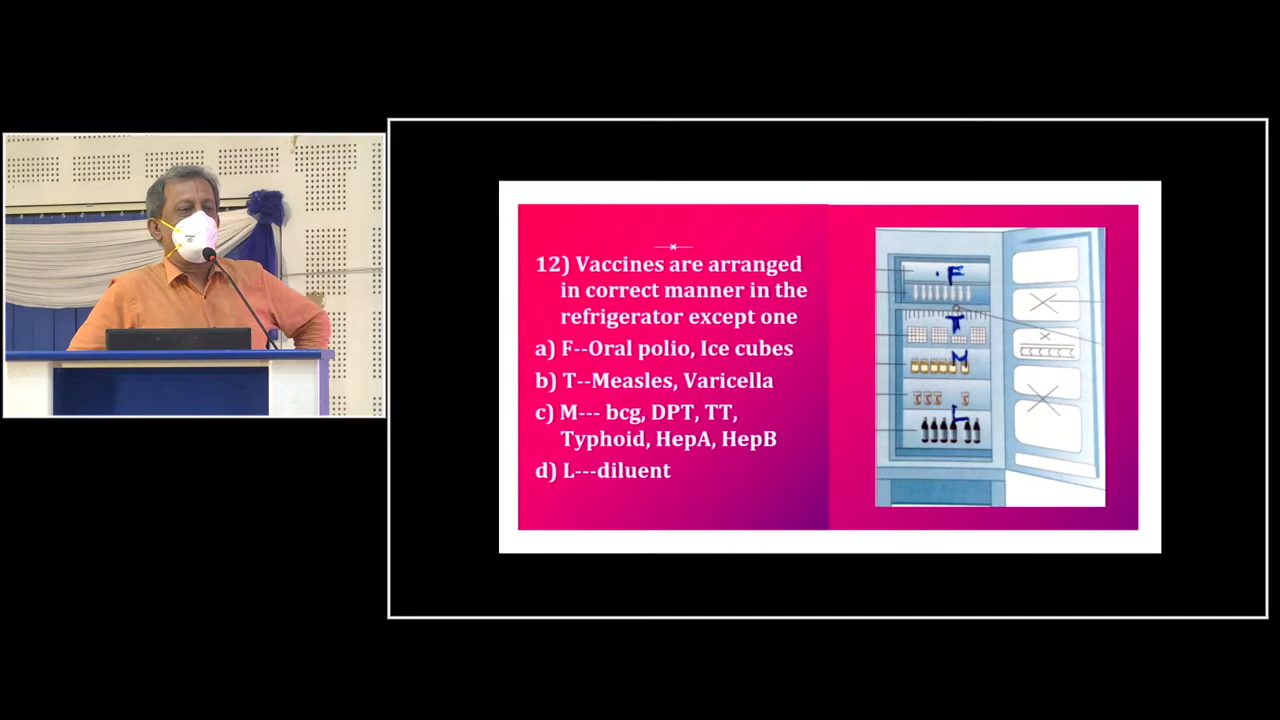 12) Vaccines are arranged
in correct manner in the
refrigerator except one
a) F--Oral polio, Ice cubes
b) T--Measles, Varicella
c) M--- bcg, DPT, TT,
Typhoid, HepA, HepB
d) L---diluent
F
T
M
L